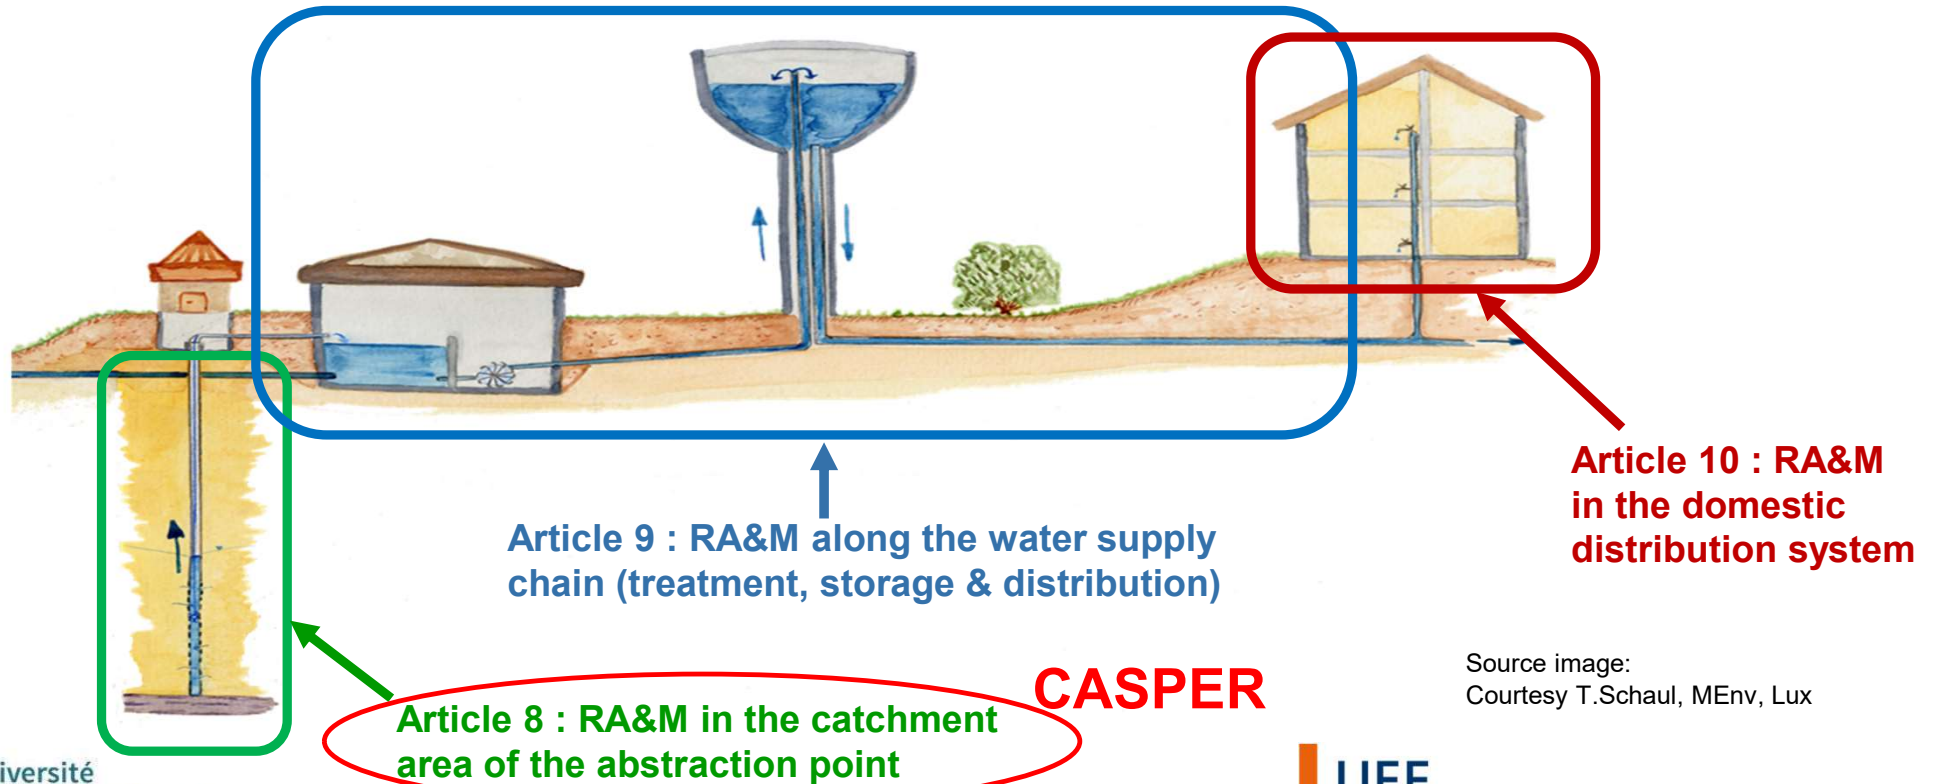 Article 10 : RA&M
in the domestic
distribution system
Article 9 : RA&M along the water supply
chain (treatment, storage & distribution)
CASPER
Source image:
Courtesy T.Schaul, MEnv, Lux
Article 8 : RA&M in the catchment
area of the abstraction point
iversité
LIFE